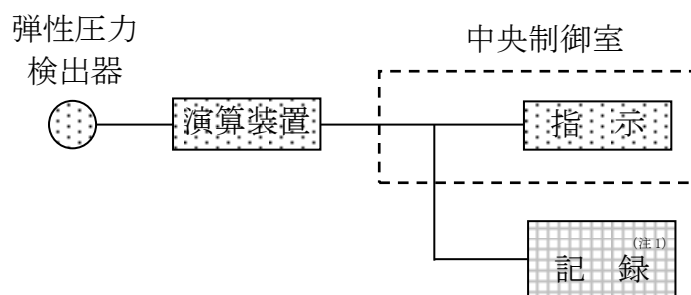 弾性圧力
検出器
中央制御室
演算装置
指 示
(注1)
記 録